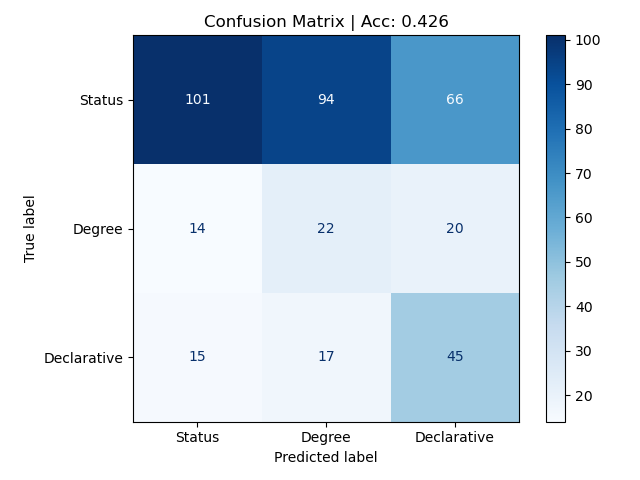 Confusion Matrix | Acc: 0.426
True label
Status 101 94 66
Degree 14 22 20
Declarative 15 17 45
Status Degree Declarative
Predicted label
100
90
80
70
60
50
40
30
20